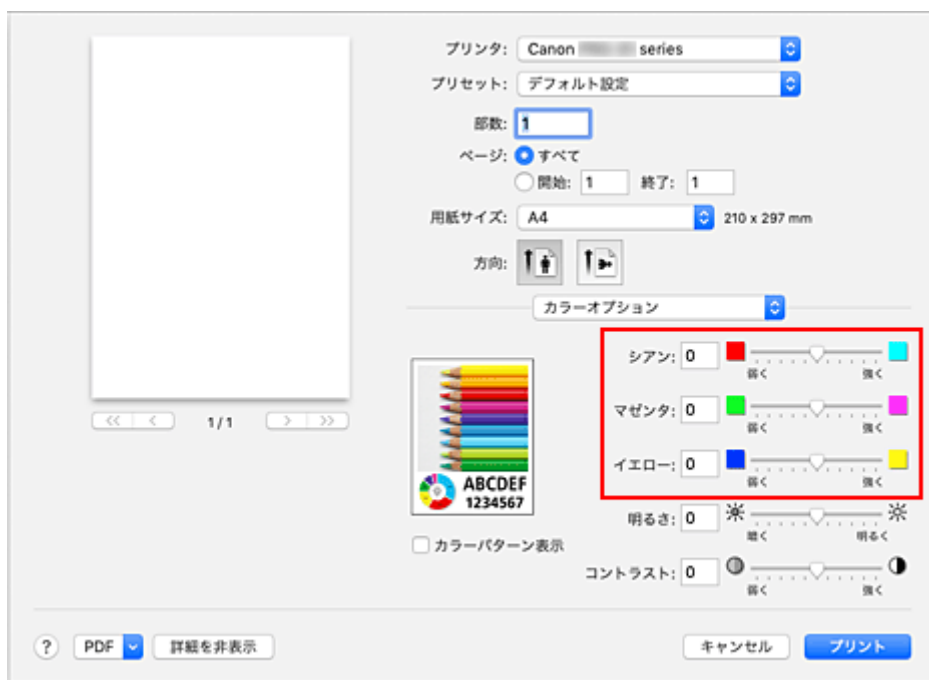 プリンタ: Canon series
プリセット: デフォルト設定
部数: 1
ページ: すべて
開始: 1 終了: 1
用紙サイズ: A4 210 x 297 mm
方向:
カラーオプション
1 / 1
シアン: 0
弱く 強く
マゼンタ: 0
弱く 強く
イエロー: 0
弱く 強く
ABCDEF
1234567
明るさ: 0
暗く 明るく
カラーパターン表示
コントラスト: 0
弱く 強く
? PDF 詳細を非表示 キャンセル プリント